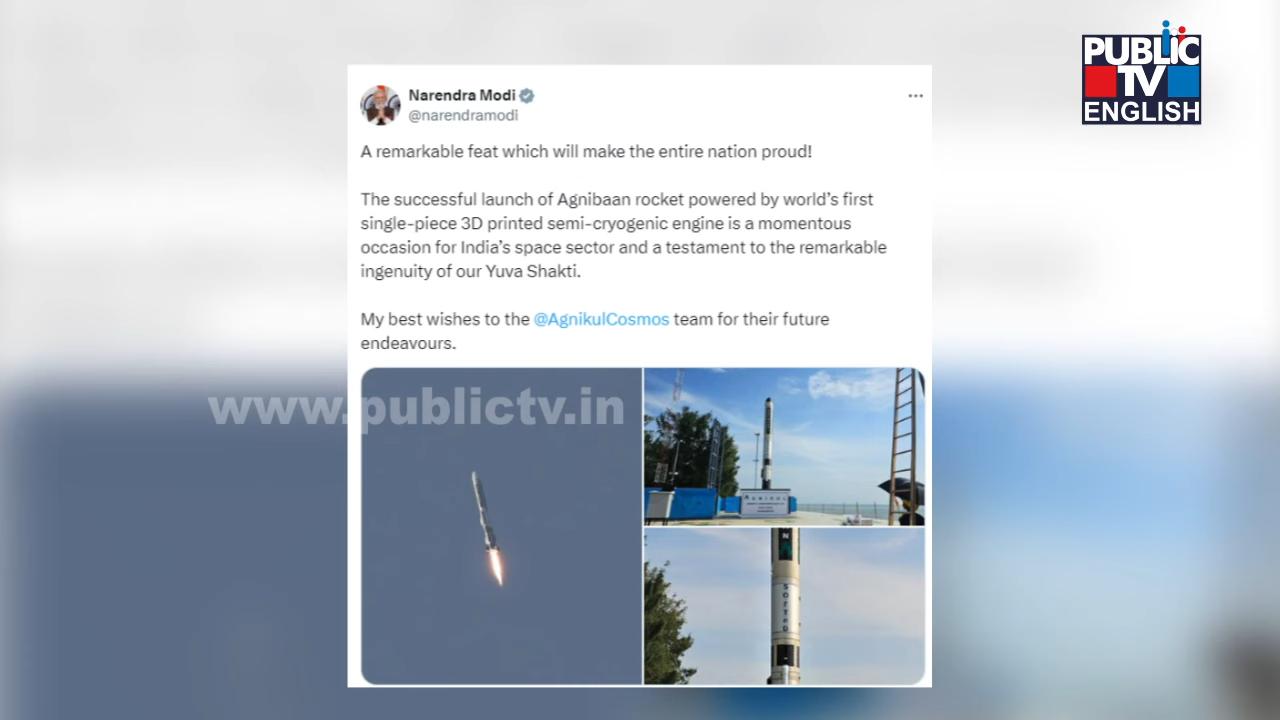 PUBLIC
TV
ENGLISH
Narendra Modi
@narendramodi
A remarkable feat which will make the entire nation proud!
The successful launch of Agnibaan rocket powered by world's first
single-piece 3D printed semi-cryogenic engine is a momentous
occasion for India's space sector and a testament to the remarkable
ingenuity of our Yuva Shakti.
My best wishes to the @AgnikulCosmos team for their future
endeavours.
www.publictv.in
AGNIKUL
SorTeD